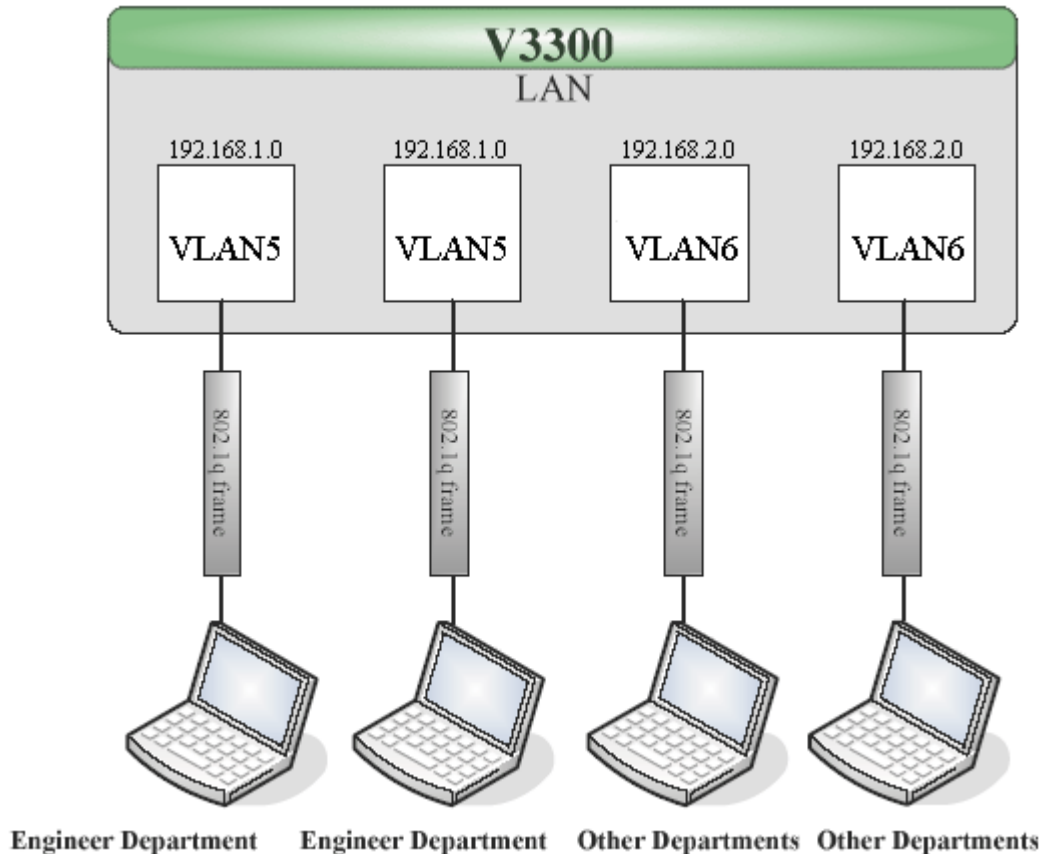 V3300
LAN
192.168.1.0 192.168.1.0 192.168.2.0 192.168.2.0
VLAN5 VLAN5 VLAN6 VLAN6
802.1q frame 802.1q frame 802.1q frame 802.1q frame
Engineer Department Engineer Department Other Departments Other Departments